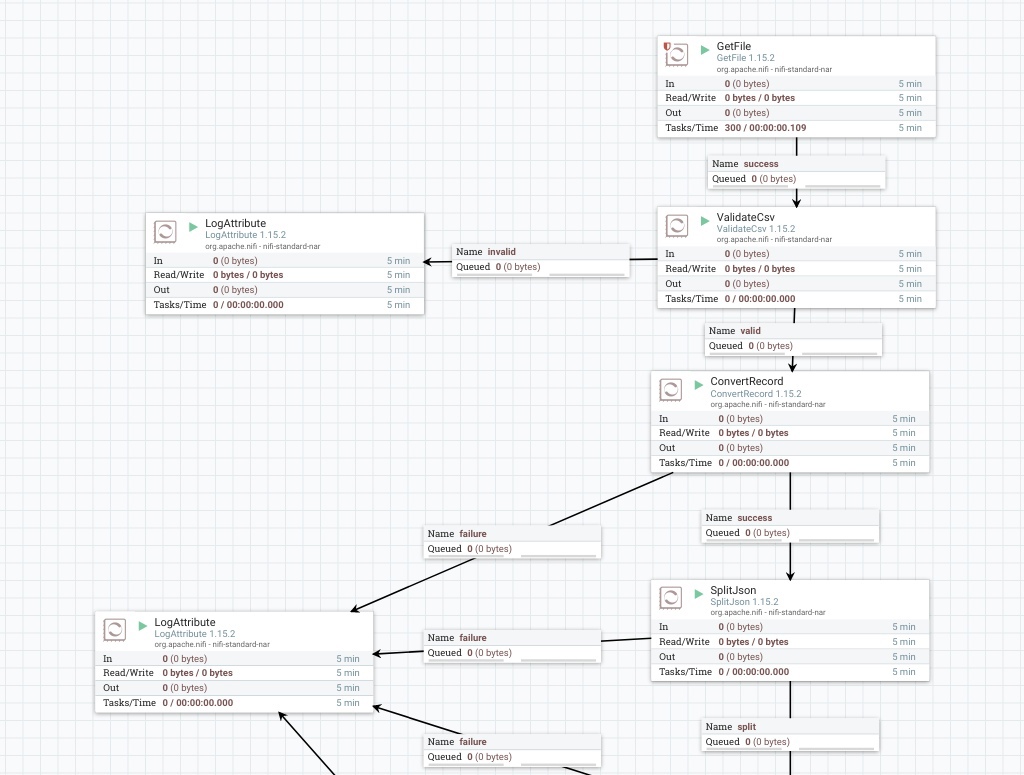 GetFile
GetFile 1.15.2
org.apache.nifi - nifi-standard-nar
In 0 (0 bytes) 5 min
Read/Write 0 bytes / 0 bytes 5 min
Out 0 (0 bytes) 5 min
Tasks/Time 300 / 00:00:00.109 5 min
Name success
Queued 0 (0 bytes)
LogAttribute
LogAttribute 1.15.2
org.apache.nifi - nifi-standard-nar
In 0 (0 bytes) 5 min
Read/Write 0 bytes / 0 bytes 5 min
Out 0 (0 bytes) 5 min
Tasks/Time 0 / 00:00:00.000 5 min
Name invalid
Queued 0 (0 bytes)
ValidateCsv
ValidateCsv 1.15.2
org.apache.nifi - nifi-standard-nar
In 0 (0 bytes) 5 min
Read/Write 0 bytes / 0 bytes 5 min
Out 0 (0 bytes) 5 min
Tasks/Time 0 / 00:00:00.000 5 min
Name valid
Queued 0 (0 bytes)
ConvertRecord
ConvertRecord 1.15.2
org.apache.nifi - nifi-standard-nar
In 0 (0 bytes) 5 min
Read/Write 0 bytes / 0 bytes 5 min
Out 0 (0 bytes) 5 min
Tasks/Time 0 / 00:00:00.000 5 min
Name failure
Queued 0 (0 bytes)
Name success
Queued 0 (0 bytes)
LogAttribute
LogAttribute 1.15.2
org.apache.nifi - nifi-standard-nar
In 0 (0 bytes) 5 min
Read/Write 0 bytes / 0 bytes 5 min
Out 0 (0 bytes) 5 min
Tasks/Time 0 / 00:00:00.000 5 min
Name failure
Queued 0 (0 bytes)
SplitJson
SplitJson 1.15.2
org.apache.nifi - nifi-standard-nar
In 0 (0 bytes) 5 min
Read/Write 0 bytes / 0 bytes 5 min
Out 0 (0 bytes) 5 min
Tasks/Time 0 / 00:00:00.000 5 min
Name failure
Queued 0 (0 bytes)
Name split
Queued 0 (0 bytes)